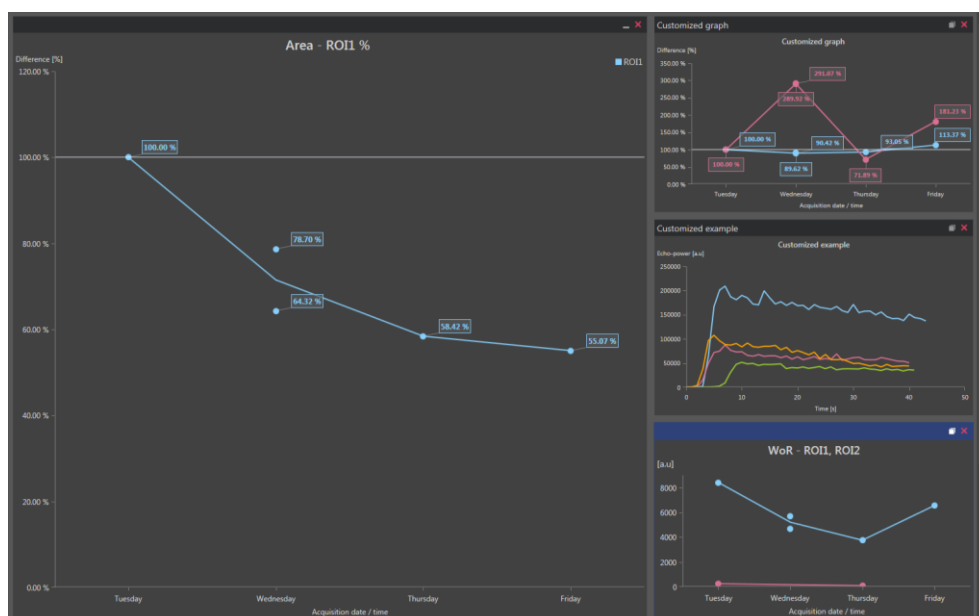 Area - ROI1 %
Difference [%]
ROI1
120.00 %
100.00 %
80.00 %
60.00 %
40.00 %
20.00 %
0.00 %
100.00 %
78.70 %
64.32 %
58.42 %
55.07 %
Tuesday
Wednesday
Thursday
Friday
Acquisition date / time
Customized graph
Customized graph
Difference [%]
350.00 %
300.00 %
250.00 %
200.00 %
150.00 %
100.00 %
50.00 %
0.00 %
291.07 %
289.92 %
181.21 %
100.00 %
90.42 %
93.05 %
113.37 %
100.00 %
89.62 %
71.89 %
Tuesday
Wednesday
Thursday
Friday
Acquisition date / time
Customized example
Customized example
Echo-power [a.u]
250000
200000
150000
100000
50000
0
0
10
20
30
40
50
Time [s]
WoR - ROI1, ROI2
[a.u]
8000
6000
4000
2000
0
Tuesday
Wednesday
Thursday
Friday
Acquisition date / time